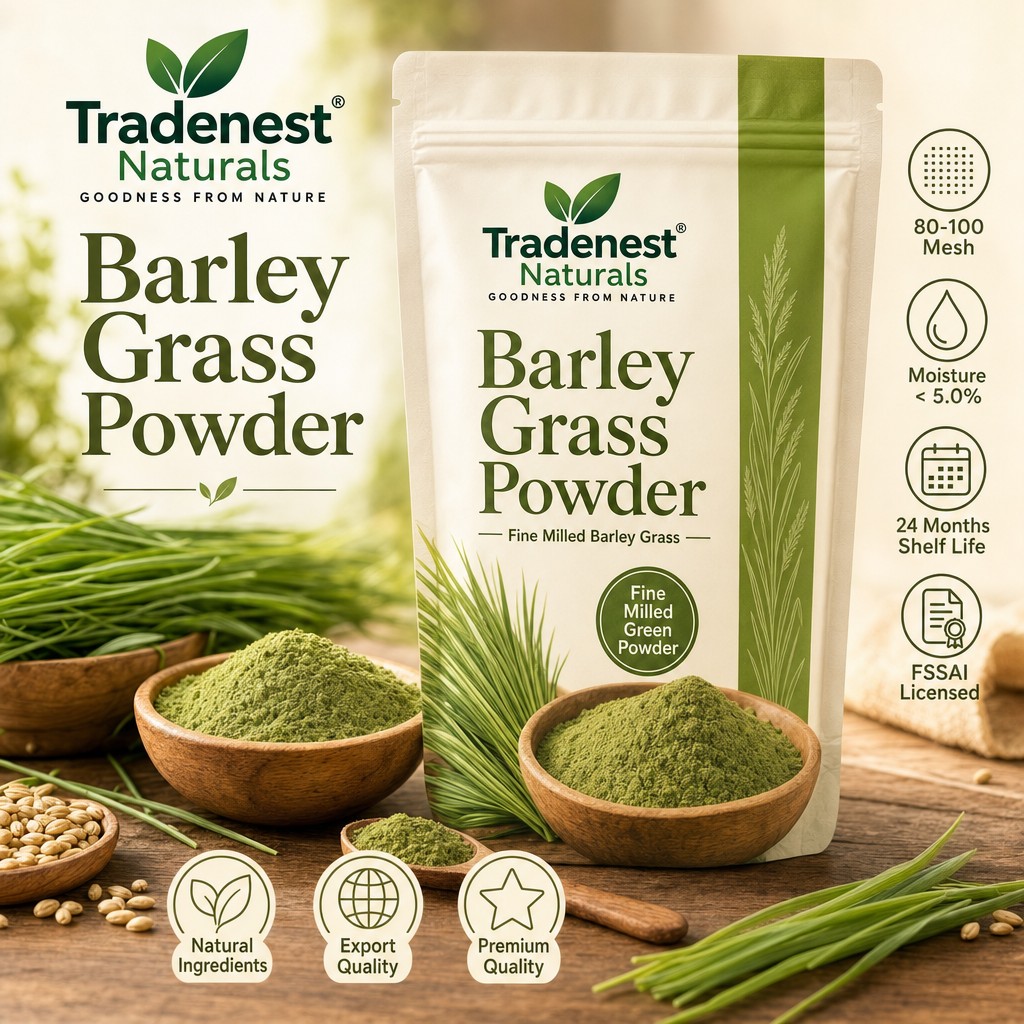 Tradenest®
Naturals
GOODNESS FROM NATURE
Barley
Grass
Powder
Tradenest®
Naturals
GOODNESS FROM NATURE
Barley
Grass
Powder
Fine Milled Barley Grass
Fine
Milled
Green
Powder
80-100
Mesh
Moisture
< 5.0%
24 Months
Shelf Life
FSSAI
Licensed
Natural
Ingredients
Export
Quality
Premium
Quality